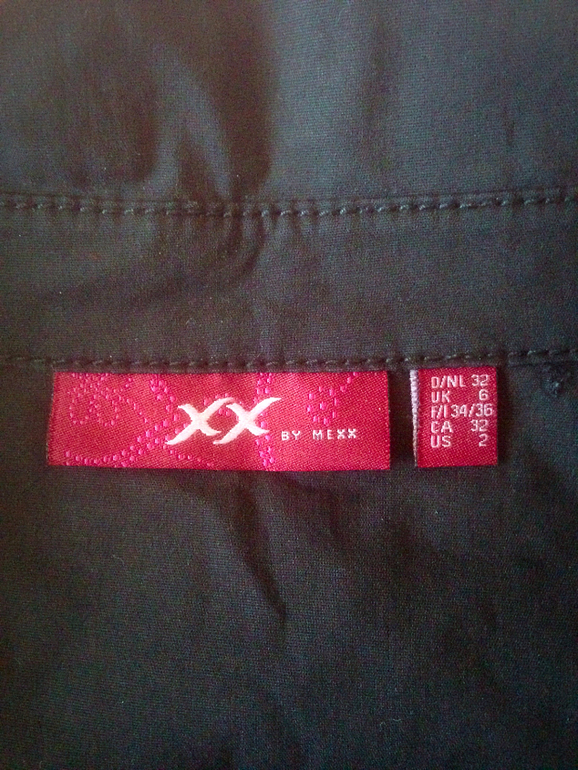 XX BY MEXX
D/NL 32
UK 6
F/I 34/36
CA 32
US 2